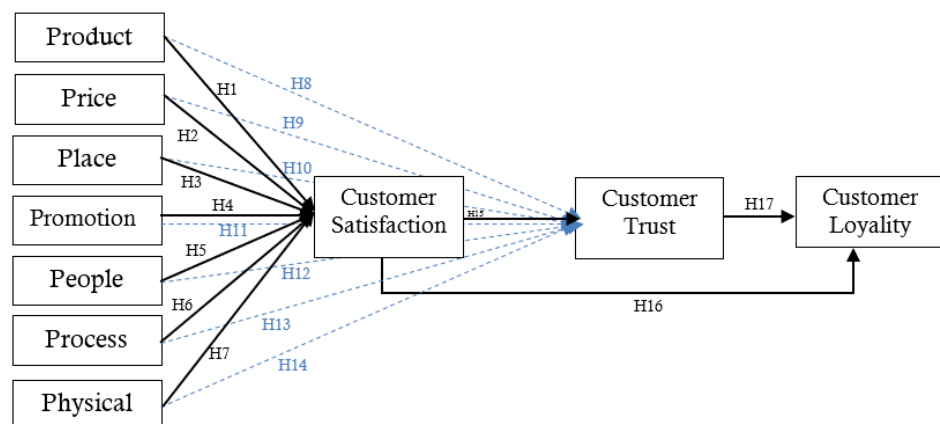 Product
Price
Place
Promotion
People
Process
Physical
H1
H2
H3
H4
H5
H6
H7
H8
H9
H10
H11
H12
H13
H14
Customer
Satisfaction
H15
Customer
Trust
H17
Customer
Loyality
H16